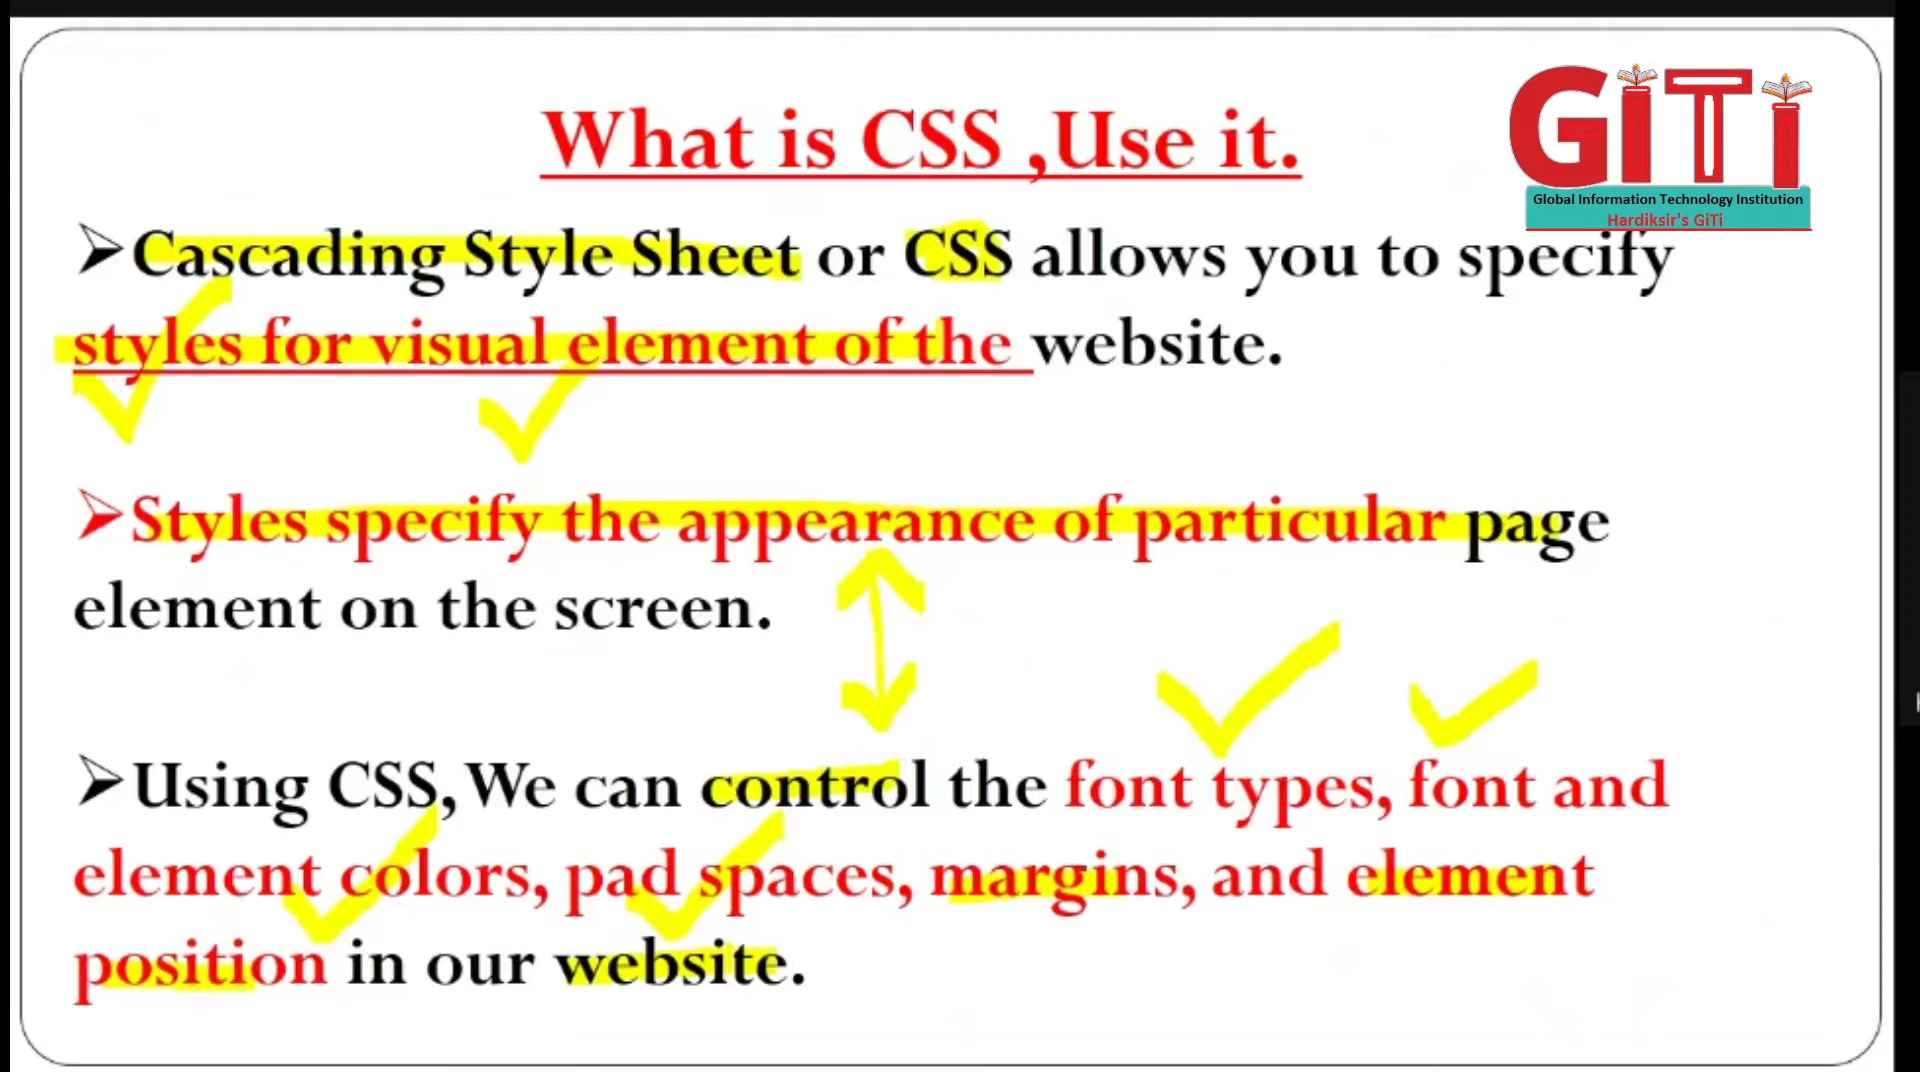 What is CSS ,Use it.
GiTi
Global Information Technology Institution
Hardiksir's GiTi
➢Cascading Style Sheet or CSS allows you to specify
styles for visual element of the website.
➢Styles specify the appearance of particular page
element on the screen.
➢Using CSS,We can control the font types, font and
element colors, pad spaces, margins, and element
position in our website.